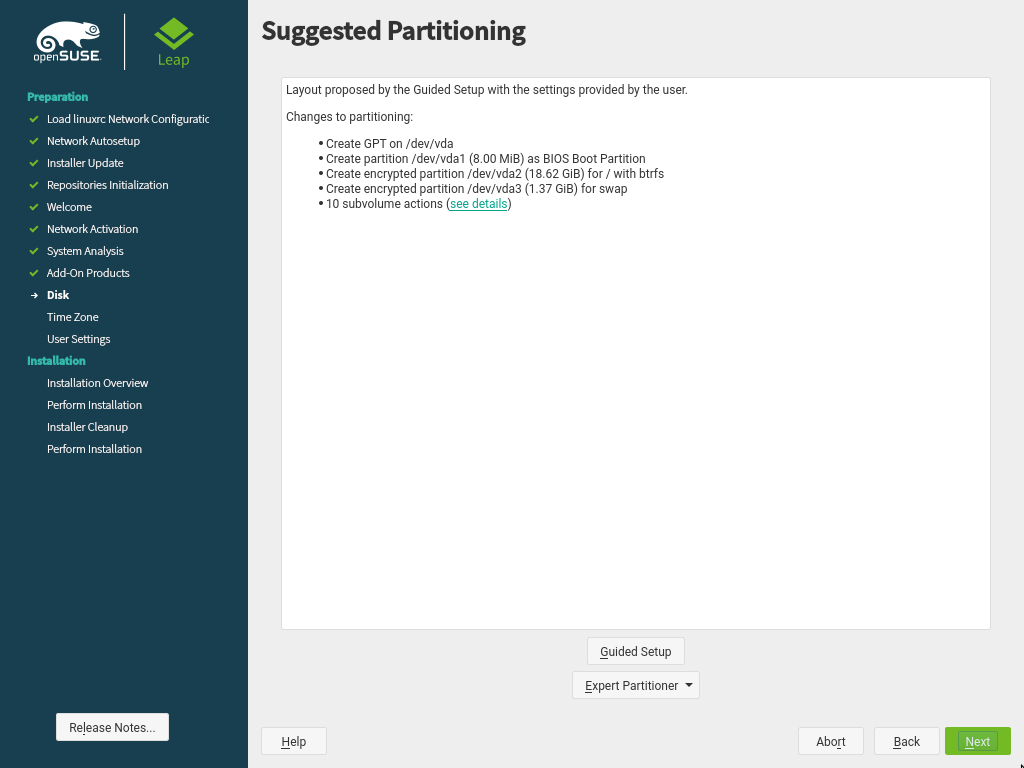 openSUSE
Leap
Preparation
Load linuxrc Network Configuratic
Network Autosetup
Installer Update
Repositories Initialization
Welcome
Network Activation
System Analysis
Add-On Products
Disk
Time Zone
User Settings
Installation
Installation Overview
Perform Installation
Installer Cleanup
Perform Installation
Release Notes...
Suggested Partitioning
Layout proposed by the Guided Setup with the settings provided by the user.
Changes to partitioning:
• Create GPT on /dev/vda
• Create partition /dev/vda1 (8.00 MiB) as BIOS Boot Partition
• Create encrypted partition /dev/vda2 (18.62 GiB) for / with btrfs
• Create encrypted partition /dev/vda3 (1.37 GiB) for swap
• 10 subvolume actions (see details)
Guided Setup
Expert Partitioner
Help
Abort
Back
Next